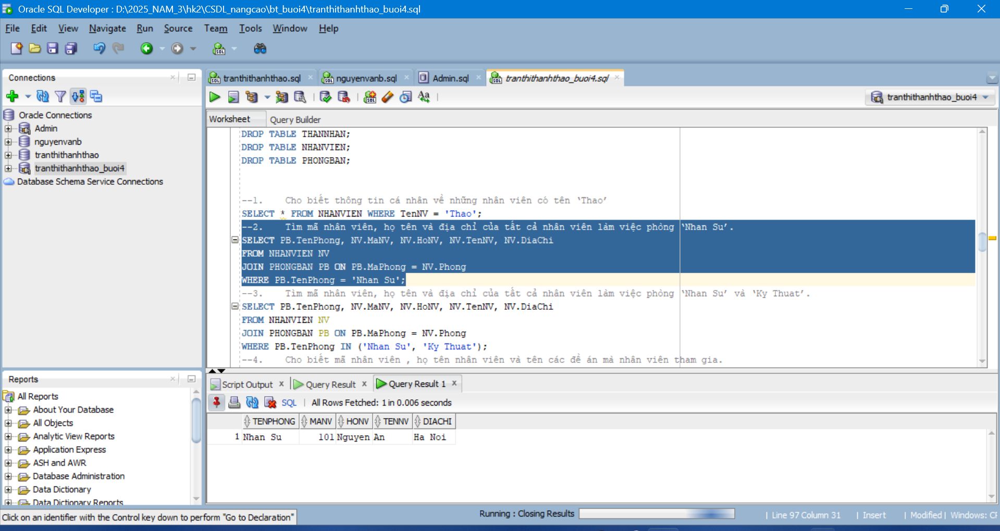 Oracle SQL Developer : D:\2025_NAM_3\hk2\CSDL_nangcao\bt_buoi4\tranthithanhthao_buoi4.sql
File Edit View Navigate Run Source Team Tools Window Help
Connections
Oracle Connections
Admin
nguyenvanb
tranthithanhthao
tranthithanhthao_buoi4
Database Schema Service Connections
tranthithanhthao.sql nguyenvanb.sql Admin.sql tranthithanhthao_buoi4.sql
tranthithanhthao_buoi4
Worksheet Query Builder
DROP TABLE THANNHAN;
DROP TABLE NHANVIEN;
DROP TABLE PHONGBAN;
--1. Cho biết thông tin cá nhân về những nhân viên có tên ‘Thao’
SELECT * FROM NHANVIEN WHERE TenNV = 'Thao';
--2. Tìm mã nhân viên, họ tên và địa chỉ của tất cả nhân viên làm việc phòng ‘Nhan Su’.
SELECT PB.TenPhong, NV.MaNV, NV.HoNV, NV.TenNV, NV.DiaChi
FROM NHANVIEN NV
JOIN PHONGBAN PB ON PB.MaPhong = NV.Phong
WHERE PB.TenPhong = 'Nhan Su';
--3. Tìm mã nhân viên, họ tên và địa chỉ của tất cả nhân viên làm việc phòng ‘Nhan Su’ và ‘Ky Thuat’.
SELECT PB.TenPhong, NV.MaNV, NV.HoNV, NV.TenNV, NV.DiaChi
FROM NHANVIEN NV
JOIN PHONGBAN PB ON PB.MaPhong = NV.Phong
WHERE PB.TenPhong IN ('Nhan Su', 'Ky Thuat');
--4. Cho biết mã nhân viên , họ tên nhân viên và tên các đề án mà nhân viên tham gia.
Reports
All Reports
About Your Database
All Objects
Analytic View Reports
Application Express
ASH and AWR
Database Administration
Data Dictionary
Data Dictionary Reports
Script Output Query Result Query Result 1
SQL All Rows Fetched: 1 in 0.006 seconds
TENPHONG MANV HONV TENNV DIACHI
1 Nhan Su 101 Nguyen An Ha Noi
Click on an identifier with the Control key down to perform "Go to Declaration"
Running : Closing Results
Line 97 Column 31 | Insert | Modified | Windows: